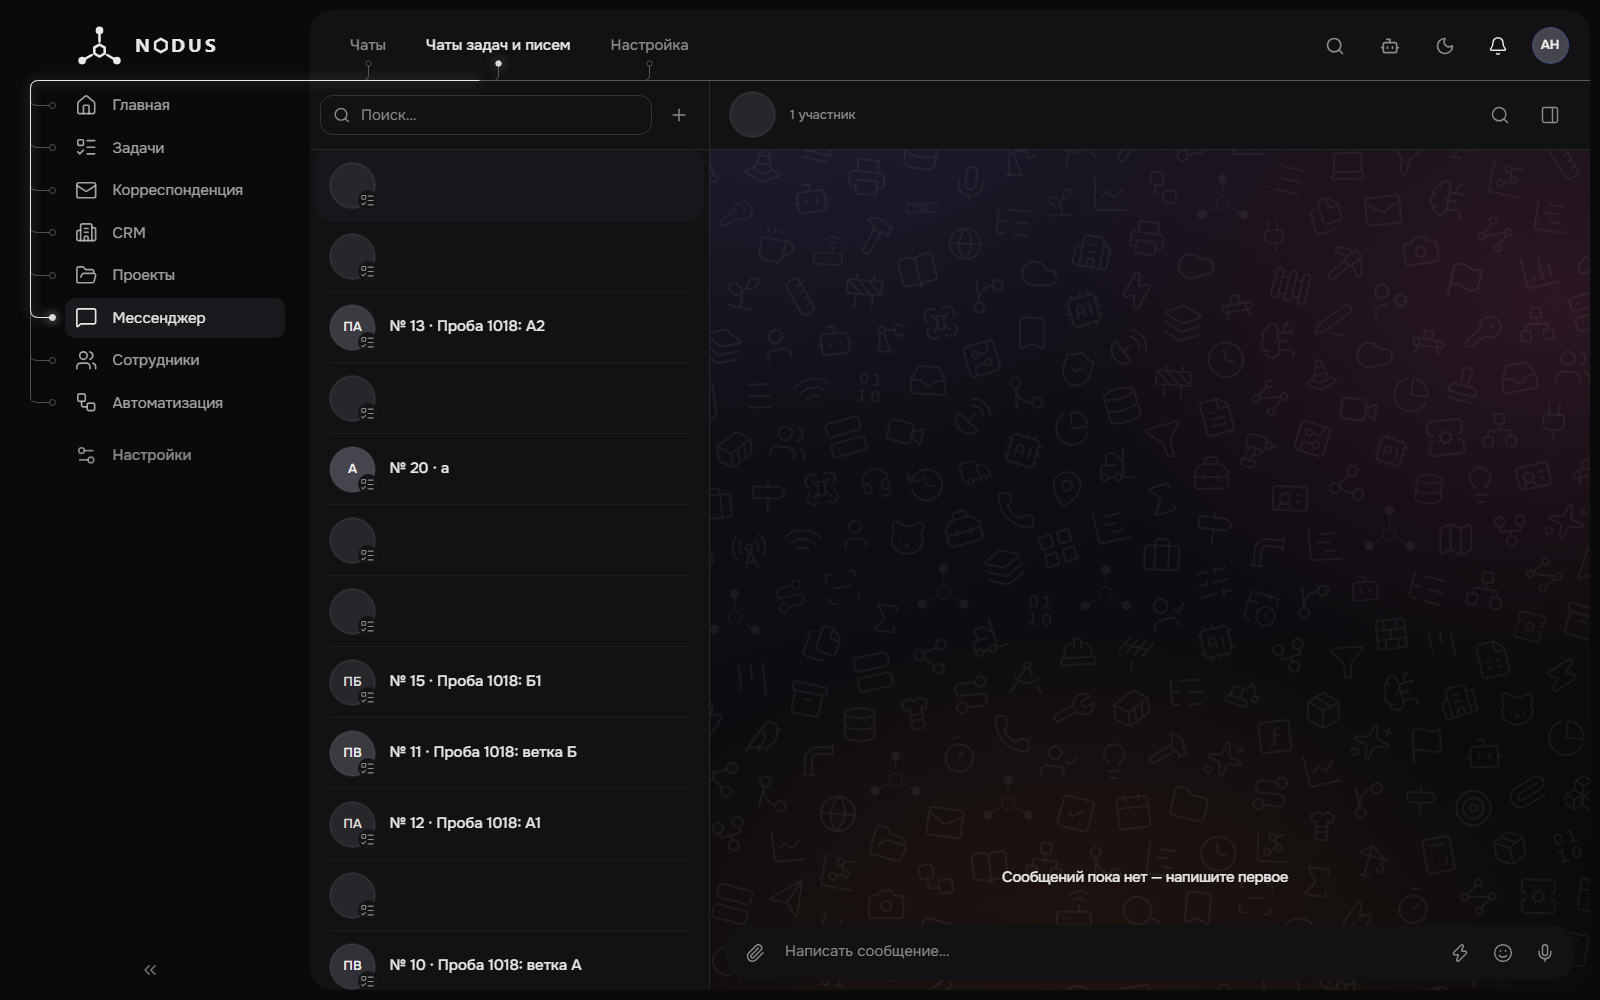 NODUS
Чаты
Чаты задач и писем
Настройка
АН
Главная
Задачи
Корреспонденция
CRM
Проекты
Мессенджер
Сотрудники
Автоматизация
Настройки
Поиск...
ПА
№ 13 · Проба 1018: А2
А
№ 20 · а
ПБ
№ 15 · Проба 1018: Б1
ПВ
№ 11 · Проба 1018: ветка Б
ПА
№ 12 · Проба 1018: А1
ПВ
№ 10 · Проба 1018: ветка А
1 участник
Сообщений пока нет — напишите первое
Написать сообщение...